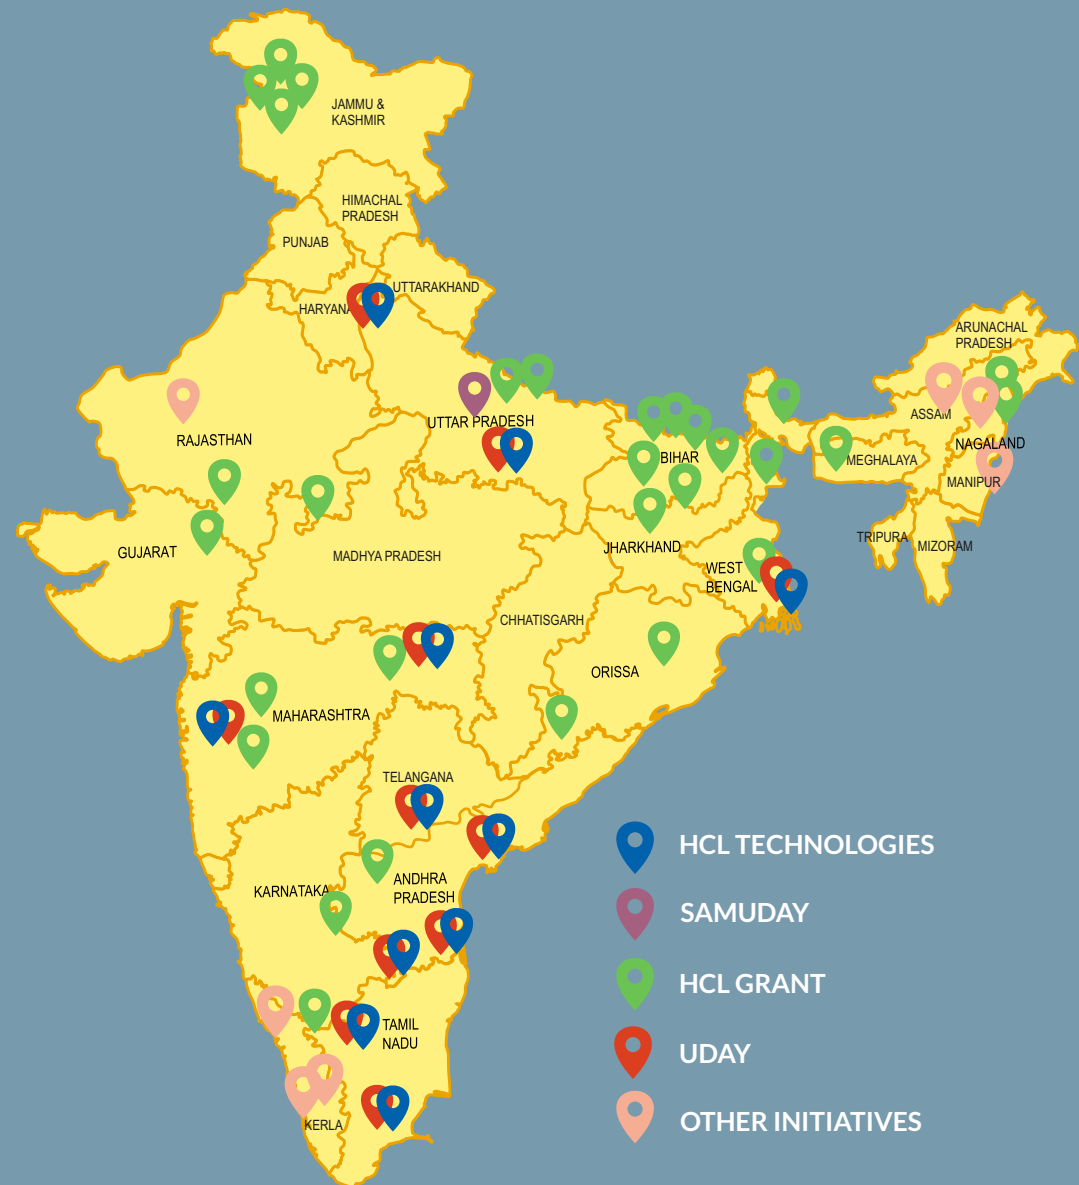 JAMMU &
KASHMIR
HIMACHAL
PRADESH
PUNJAB
UTTARAKHAND
HARYANA
ARUNACHAL
PRADESH
ASSAM
RAJASTHAN
UTTAR PRADESH
NAGALAND
BIHAR
MEGHALAYA
MANIPUR
GUJARAT
MADHYA PRADESH
JHARKHAND
TRIPURA
MIZORAM
WEST
BENGAL
CHHATISGARH
ORISSA
MAHARASHTRA
TELANGANA
KARNATAKA
ANDHRA
PRADESH
TAMIL
NADU
KERLA
HCL TECHNOLOGIES
SAMUDAY
HCL GRANT
UDAY
OTHER INITIATIVES